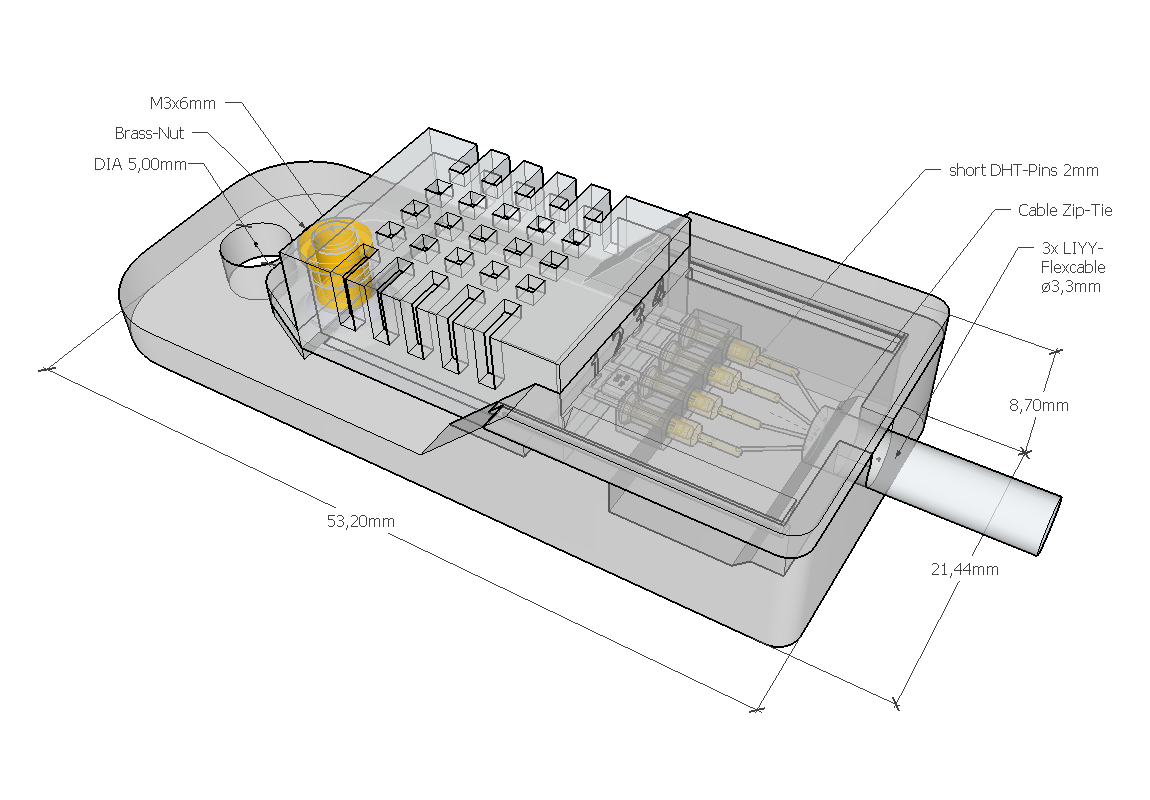 M3x6mm
Brass-Nut
DIA 5,00mm
short DHT-Pins 2mm
Cable Zip-Tie
3x LIYY-
Flexcable
ø3,3mm
1 2 3 4
8,70mm
53,20mm
21,44mm